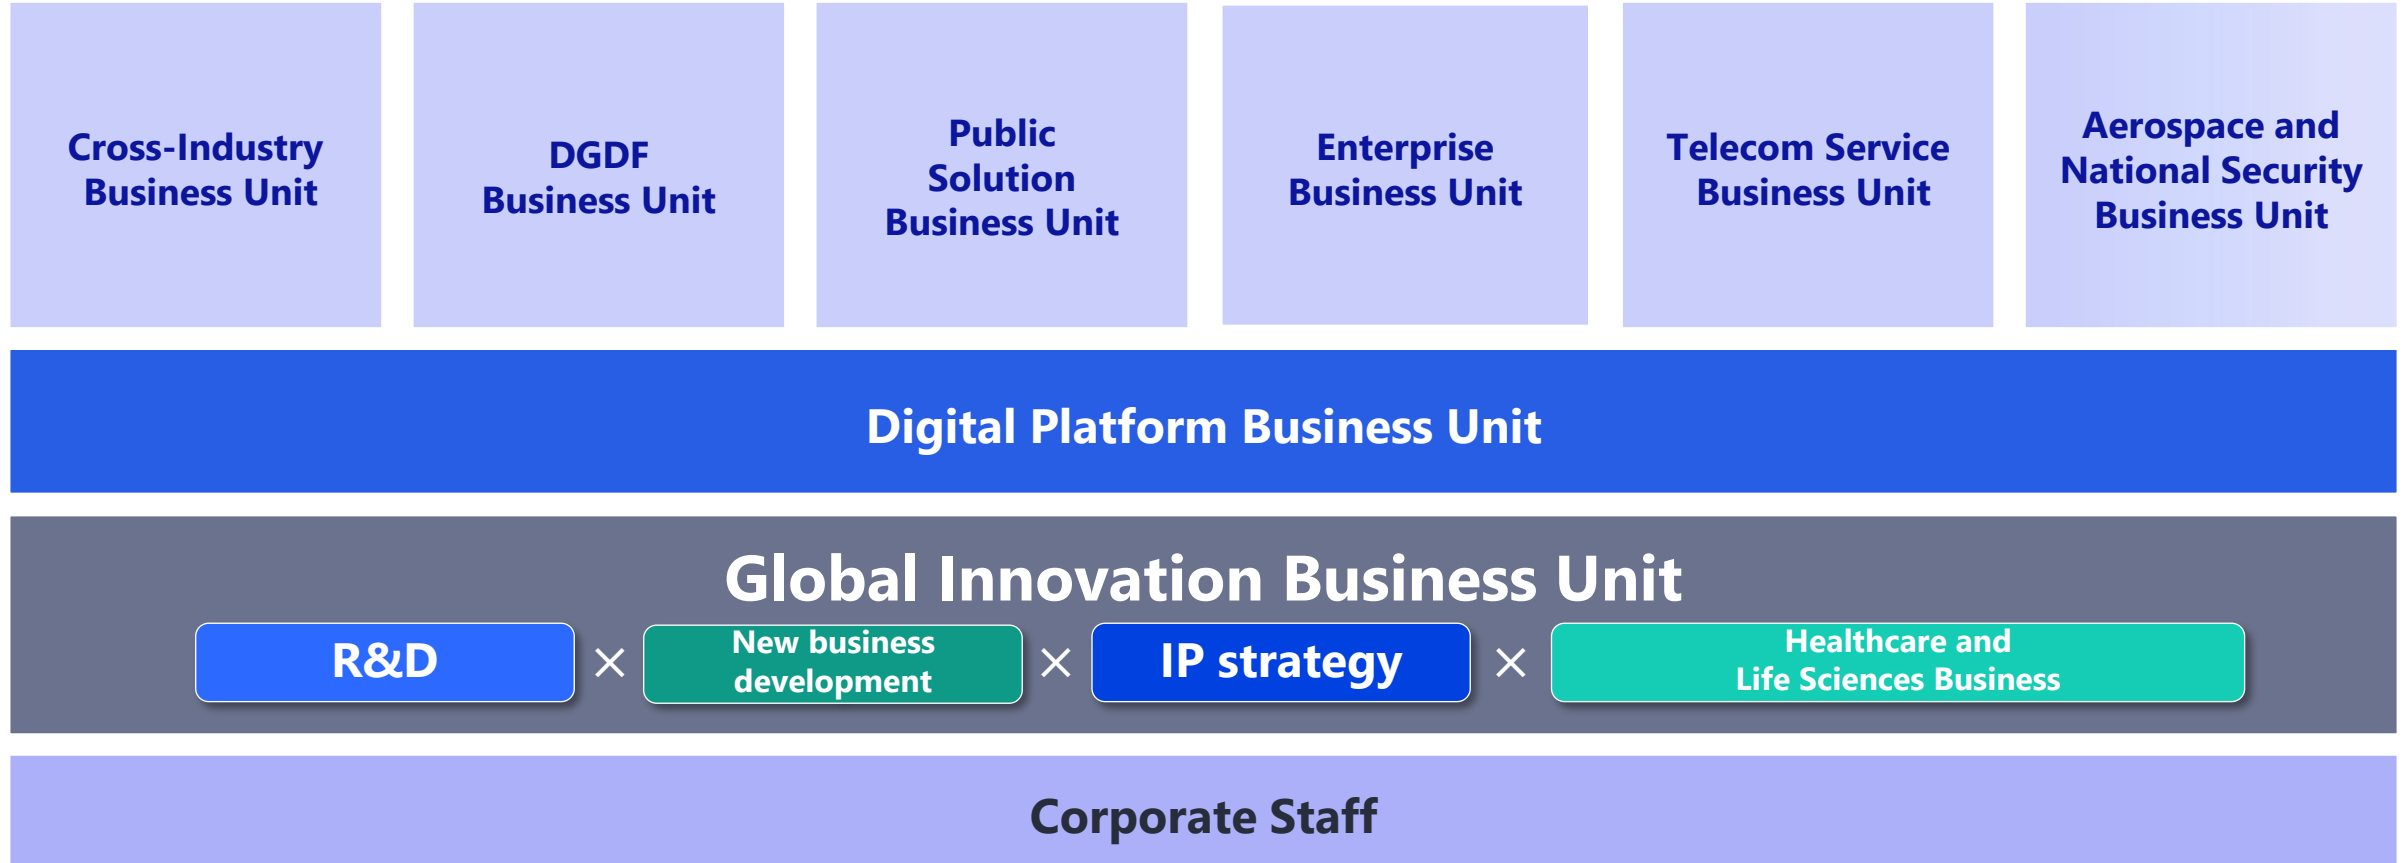 Cross-Industry
Business Unit
DGDF
Business Unit
Public
Solution
Business Unit
Enterprise
Business Unit
Telecom Service
Business Unit
Aerospace and
National Security
Business Unit
Digital Platform Business Unit
Global Innovation Business Unit
R&D
×
New business
development
×
IP strategy
×
Healthcare and
Life Sciences Business
Corporate Staff